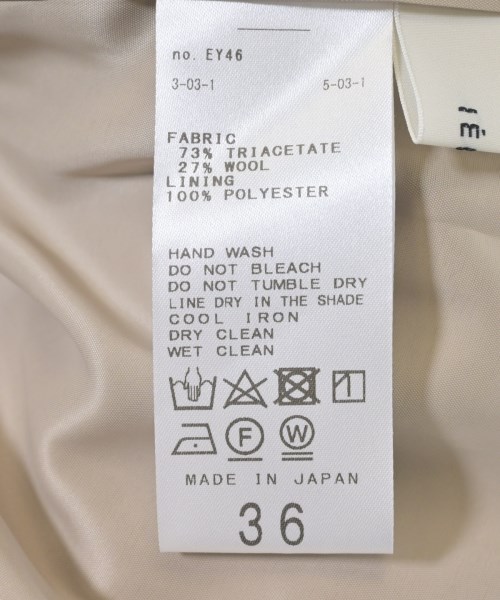 no. EY46
3-03-1 5-03-1
FABRIC
73% TRIACETATE
27% WOOL
LINING
100% POLYESTER
HAND WASH
DO NOT BLEACH
DO NOT TUMBLE DRY
LINE DRY IN THE SHADE
COOL IRON
DRY CLEAN
WET CLEAN
F W
MADE IN JAPAN
36